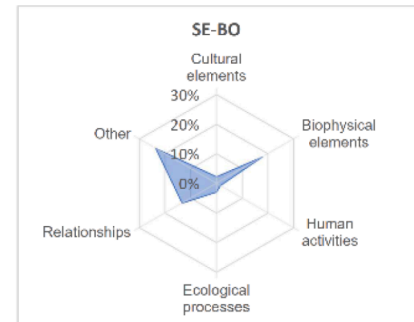 SE-BO
Cultural
elements
30%
20%
Biophysical
elements
Other
10%
0%
Relationships
Human
activities
Ecological
processes